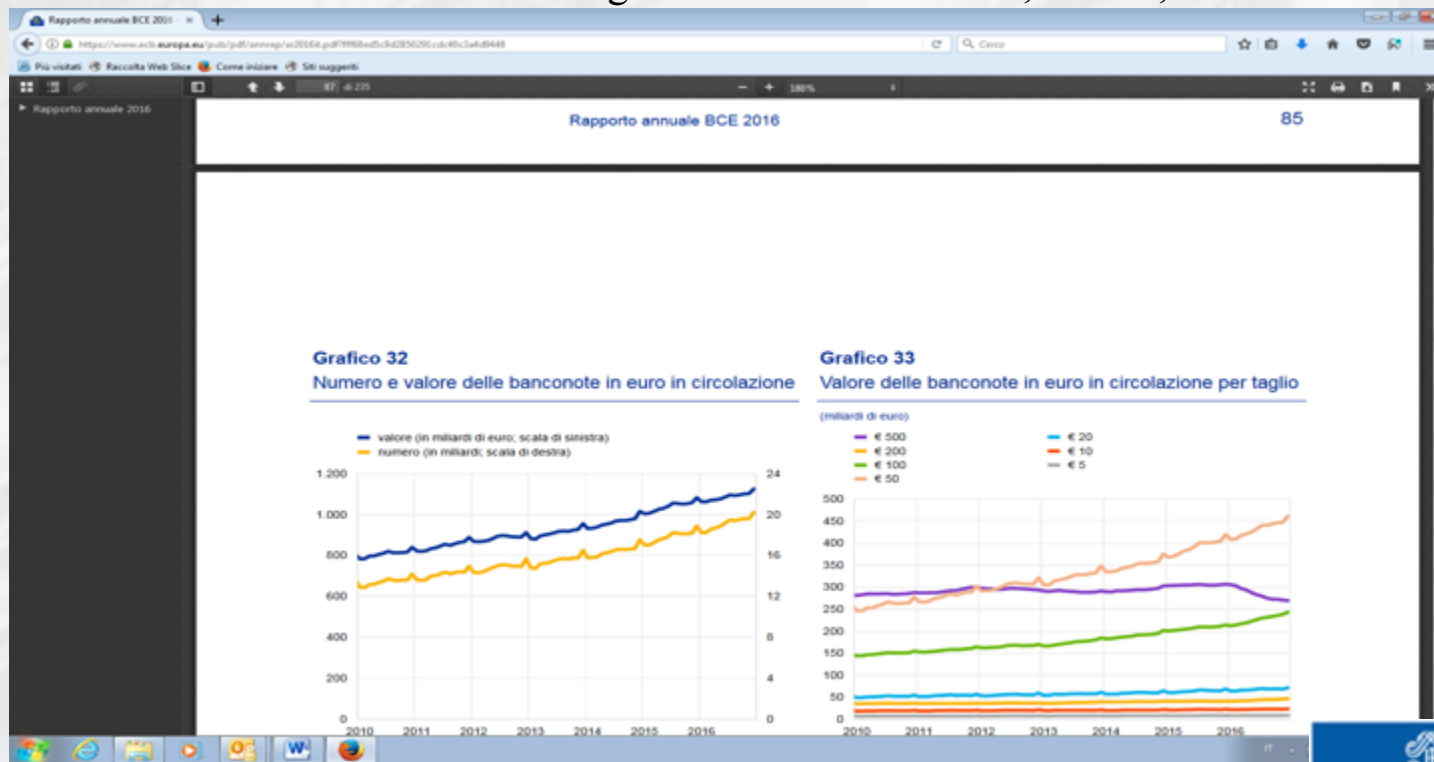 Rapporto annuale BCE 2016
Più visitati Raccolta Web Slice Come iniziare Siti suggeriti
Cerca
87 di 235
180%
Rapporto annuale 2016
Rapporto annuale BCE 2016 85
Grafico 32
Numero e valore delle banconote in euro in circolazione
valore (in miliardi di euro; scala di sinistra)
numero (in miliardi; scala di destra)
1.200 24
1.000 20
800 16
600 12
400 8
200 4
0 0
2010 2011 2012 2013 2014 2015 2016
Grafico 33
Valore delle banconote in euro in circolazione per taglio
(miliardi di euro)
€ 500 € 20
€ 200 € 10
€ 100 € 5
€ 50
500
450
400
350
300
250
200
150
100
50
0
2010 2011 2012 2013 2014 2015 2016
IT